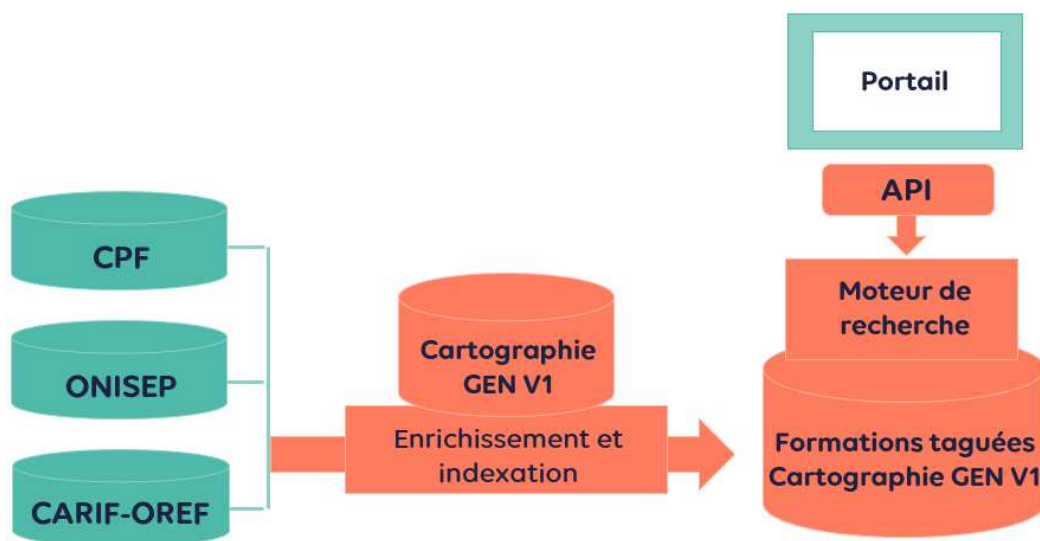 Portail
API
CPF
Moteur de
recherche
Cartographie
GEN V1
ONISEP
Enrichissement et
indexation
Formations taguées
Cartographie GEN V1
CARIF-OREF